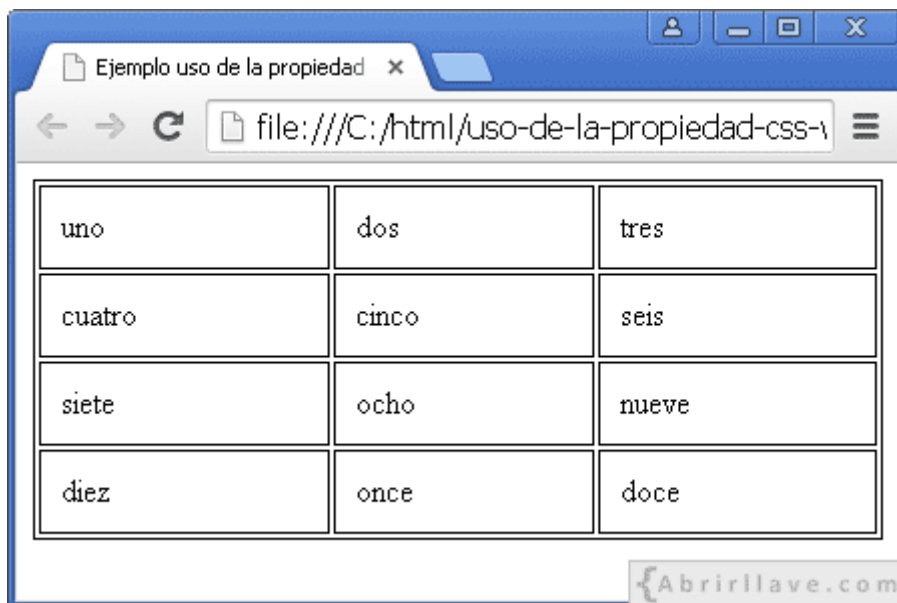 Ejemplo uso de la propiedad
file:///C:/html/uso-de-la-propiedad-css-v
uno dos tres
cuatro cinco seis
siete ocho nueve
diez once doce
{Abrirllave.com